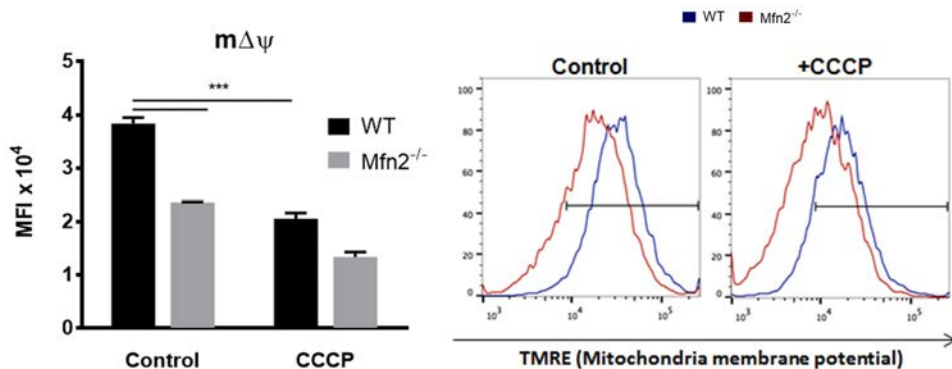 mΔψ
MFI x 10⁴
5
4
3
2
1
0
***
WT
Mfn2⁻/⁻
Control
CCCP
WT
Mfn2⁻/⁻
Control
+CCCP
100
80
60
40
20
0
10³
10⁴
10⁵
100
80
60
40
20
0
10³
10⁴
10⁵
TMRE (Mitochondria membrane potential)